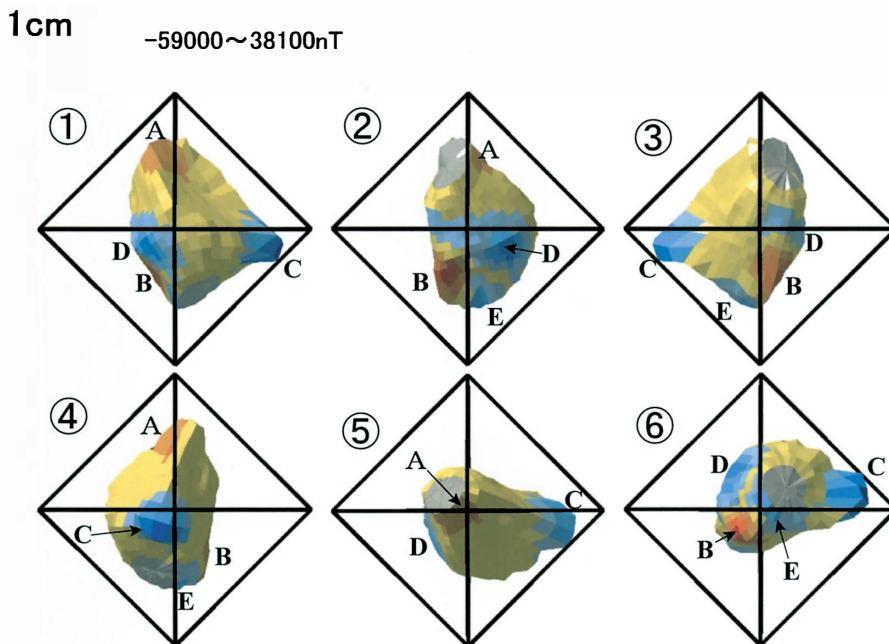 1cm
-59000～38100nT
① A D B C
② A D B E
③ C D B E
④ A C B E
⑤ A D C
⑥ D C B E